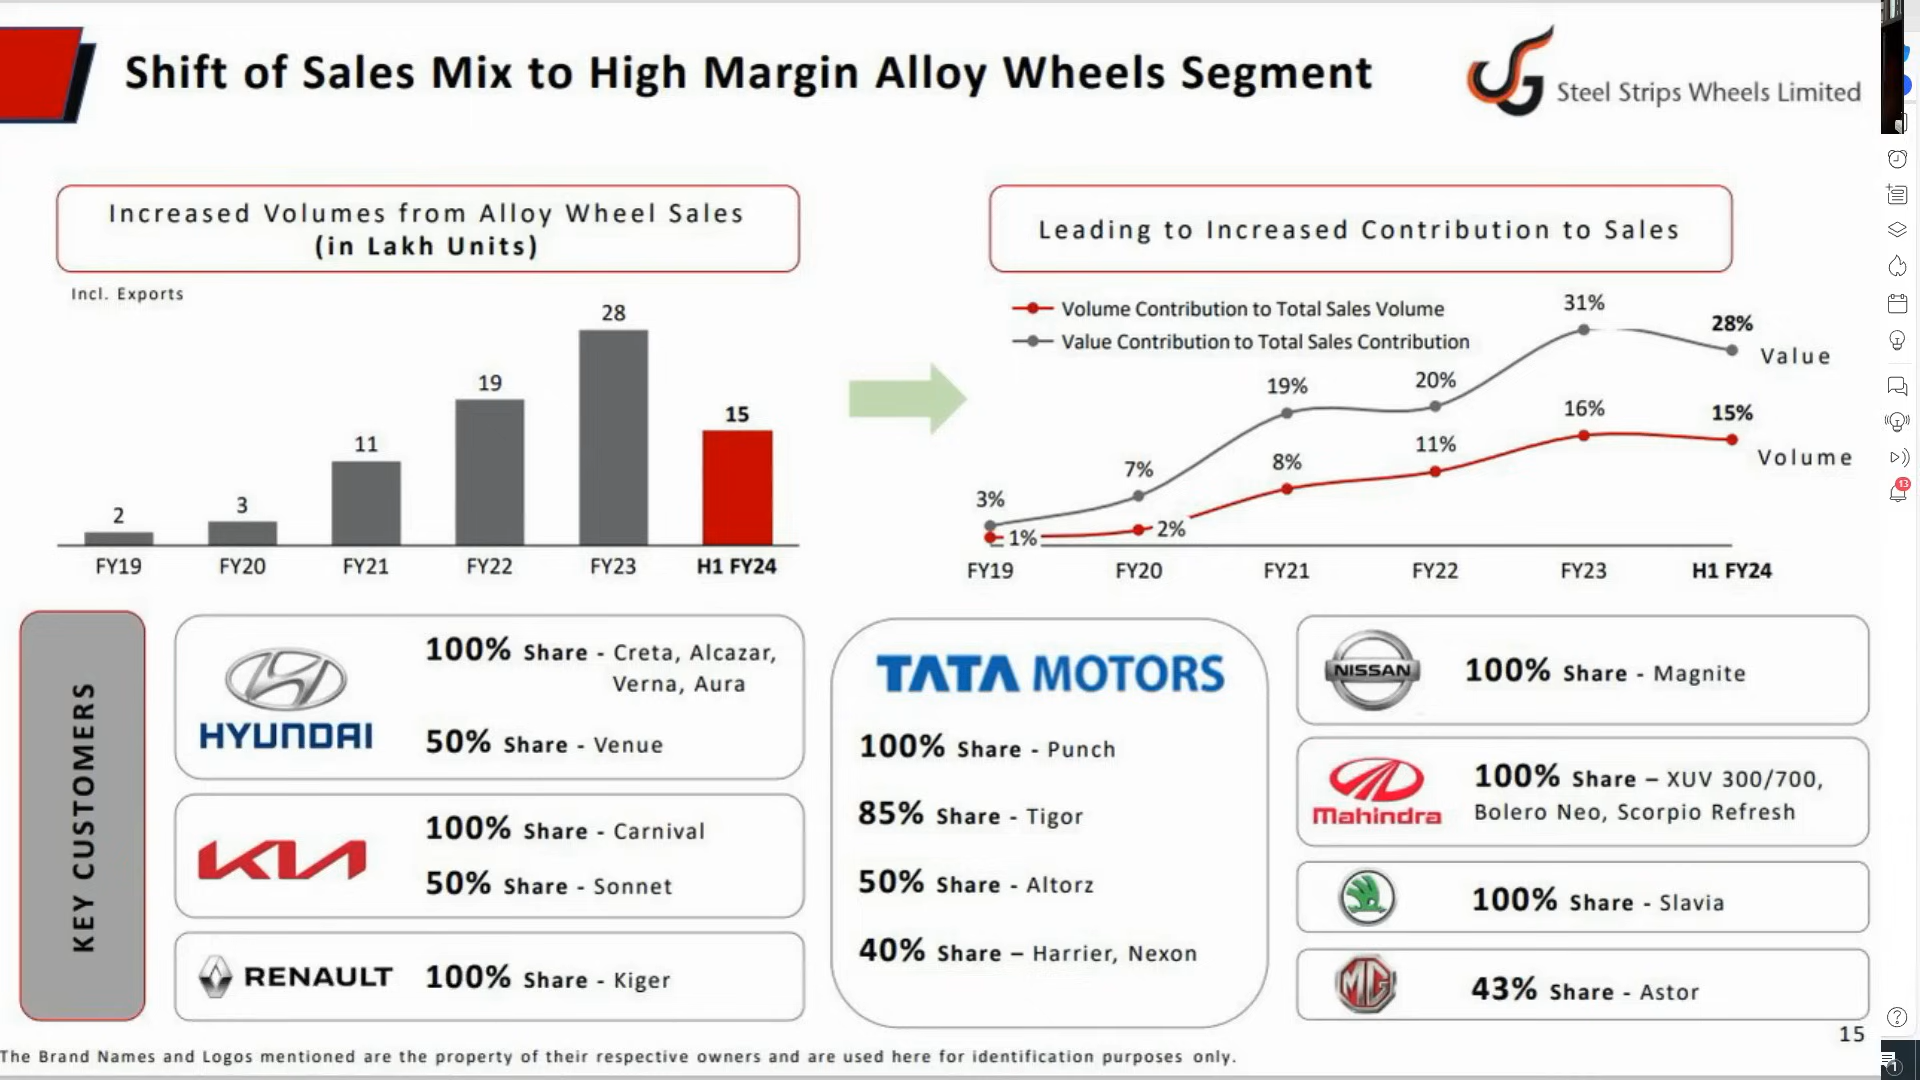 Shift of Sales Mix to High Margin Alloy Wheels Segment
Steel Strips Wheels Limited
Increased Volumes from Alloy Wheel Sales
(in Lakh Units)
Incl. Exports
2
3
11
19
28
15
FY19
FY20
FY21
FY22
FY23
H1 FY24
Leading to Increased Contribution to Sales
Volume Contribution to Total Sales Volume
Value Contribution to Total Sales Contribution
3%
7%
19%
20%
31%
28%
Value
1%
2%
8%
11%
16%
15%
Volume
FY19
FY20
FY21
FY22
FY23
H1 FY24
KEY CUSTOMERS
HYUNDAI
100% Share - Creta, Alcazar,
Verna, Aura
50% Share - Venue
KIA
100% Share - Carnival
50% Share - Sonnet
RENAULT
100% Share - Kiger
TATA MOTORS
100% Share - Punch
85% Share - Tigor
50% Share - Altorz
40% Share – Harrier, Nexon
NISSAN
100% Share - Magnite
Mahindra
100% Share – XUV 300/700,
Bolero Neo, Scorpio Refresh
100% Share - Slavia
MG
43% Share - Astor
15
The Brand Names and Logos mentioned are the property of their respective owners and are used here for identification purposes only.
13
1